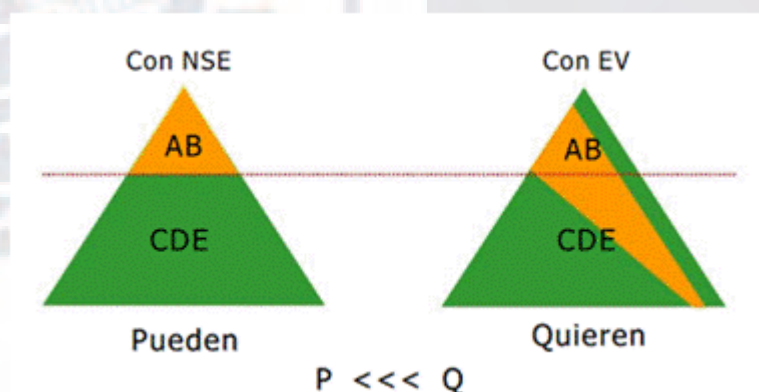 Con NSE
Con EV
AB
AB
CDE
CDE
Pueden
Quieren
P <<< Q